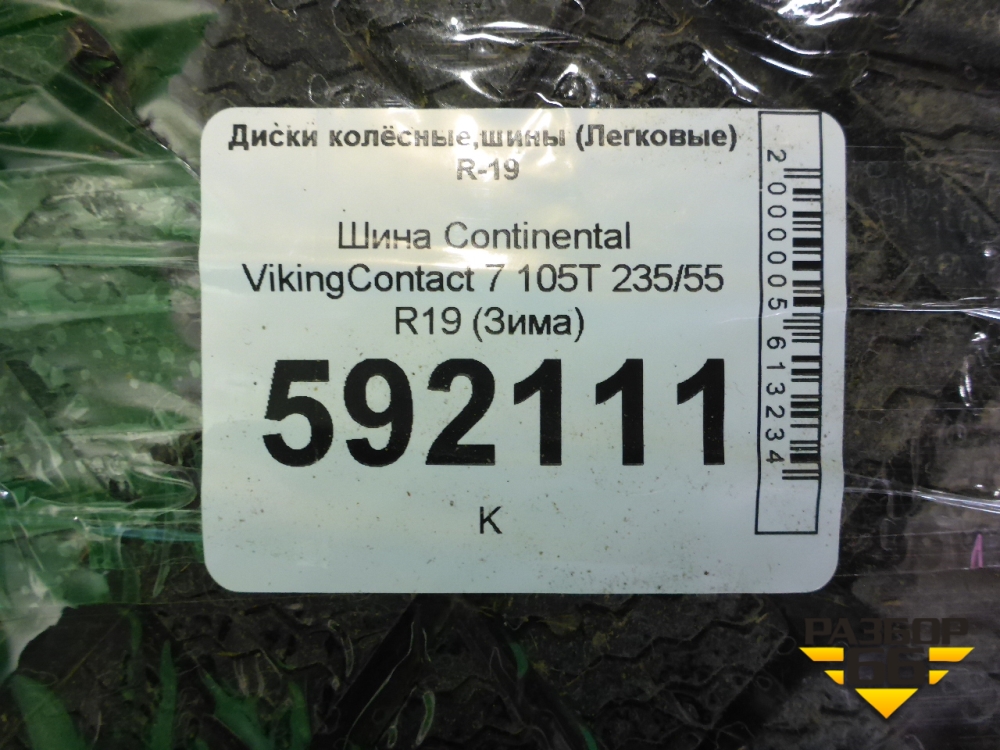 Диски колёсные,шины (Легковые)
R-19
Шина Continental
VikingContact 7 105T 235/55
R19 (Зима)
592111
К
2000005613234
РАЗБОР
66